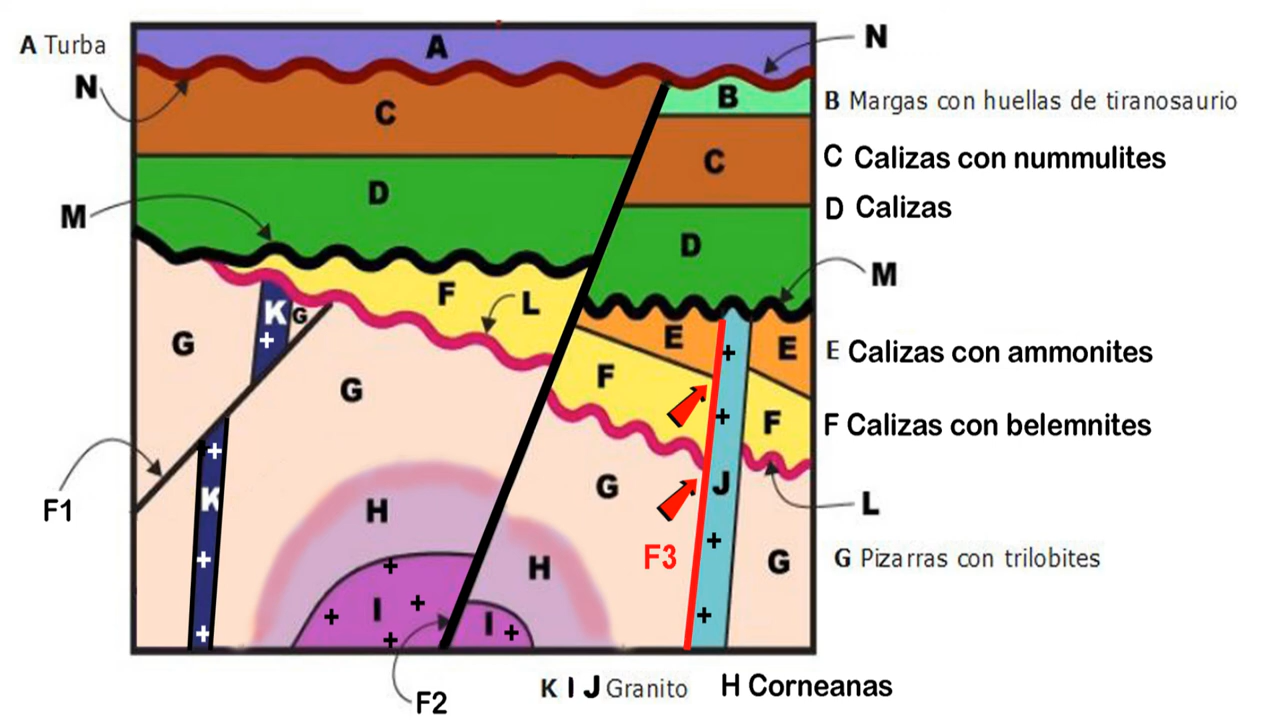 A Turba
A
N
N
B
B Margas con huellas de tiranosaurio
C
C
C Calizas con nummulites
D
D Calizas
M
D
M
F
L
K
G
G
E
E
E Calizas con ammonites
F
G
F
F Calizas con belemnites
K
G
J
L
F1
H
F3
G
G Pizarras con trilobites
H
I
I
K I J Granito
H Corneanas
F2